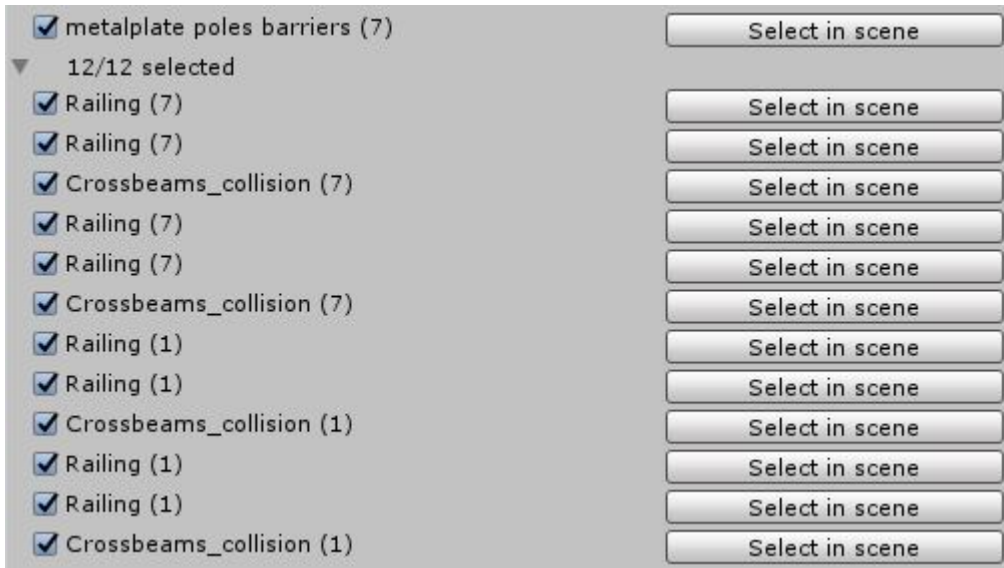 metalplate poles barriers (7) Select in scene
12/12 selected
Railing (7) Select in scene
Railing (7) Select in scene
Crossbeams_collision (7) Select in scene
Railing (7) Select in scene
Railing (7) Select in scene
Crossbeams_collision (7) Select in scene
Railing (1) Select in scene
Railing (1) Select in scene
Crossbeams_collision (1) Select in scene
Railing (1) Select in scene
Railing (1) Select in scene
Crossbeams_collision (1) Select in scene